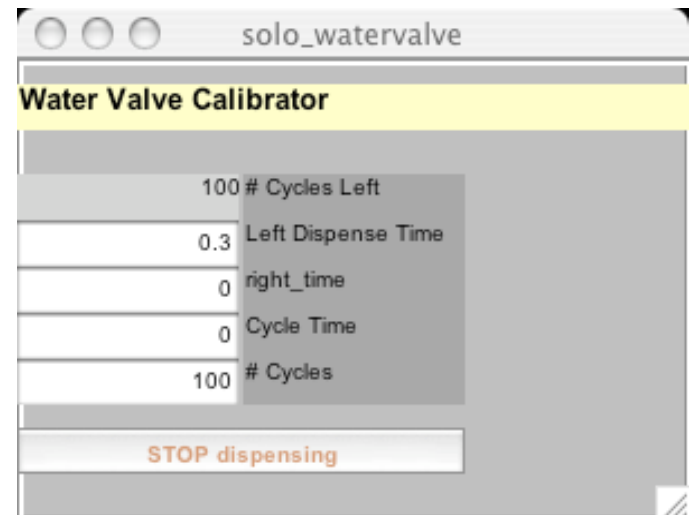 solo_watervalve
Water Valve Calibrator
100 # Cycles Left
0.3 Left Dispense Time
0 right_time
0 Cycle Time
100 # Cycles
STOP dispensing